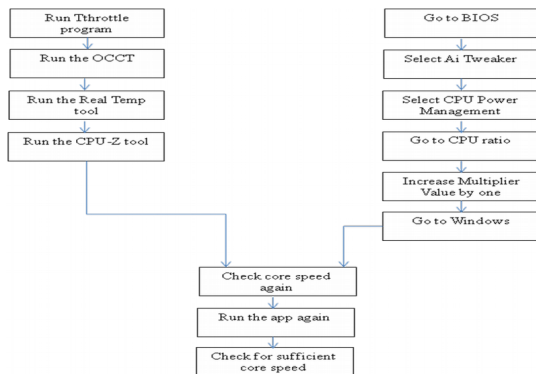 Run Tthrottle
program
Run the OCCT
Run the Real Temp
tool
Run the CPU-Z tool
Go to BIOS
Select Ai Tweaker
Select CPU Power
Management
Go to CPU ratio
Increase Multiplier
Value by one
Go to Windows
Check core speed
again
Run the app again
Check for sufficient
core speed